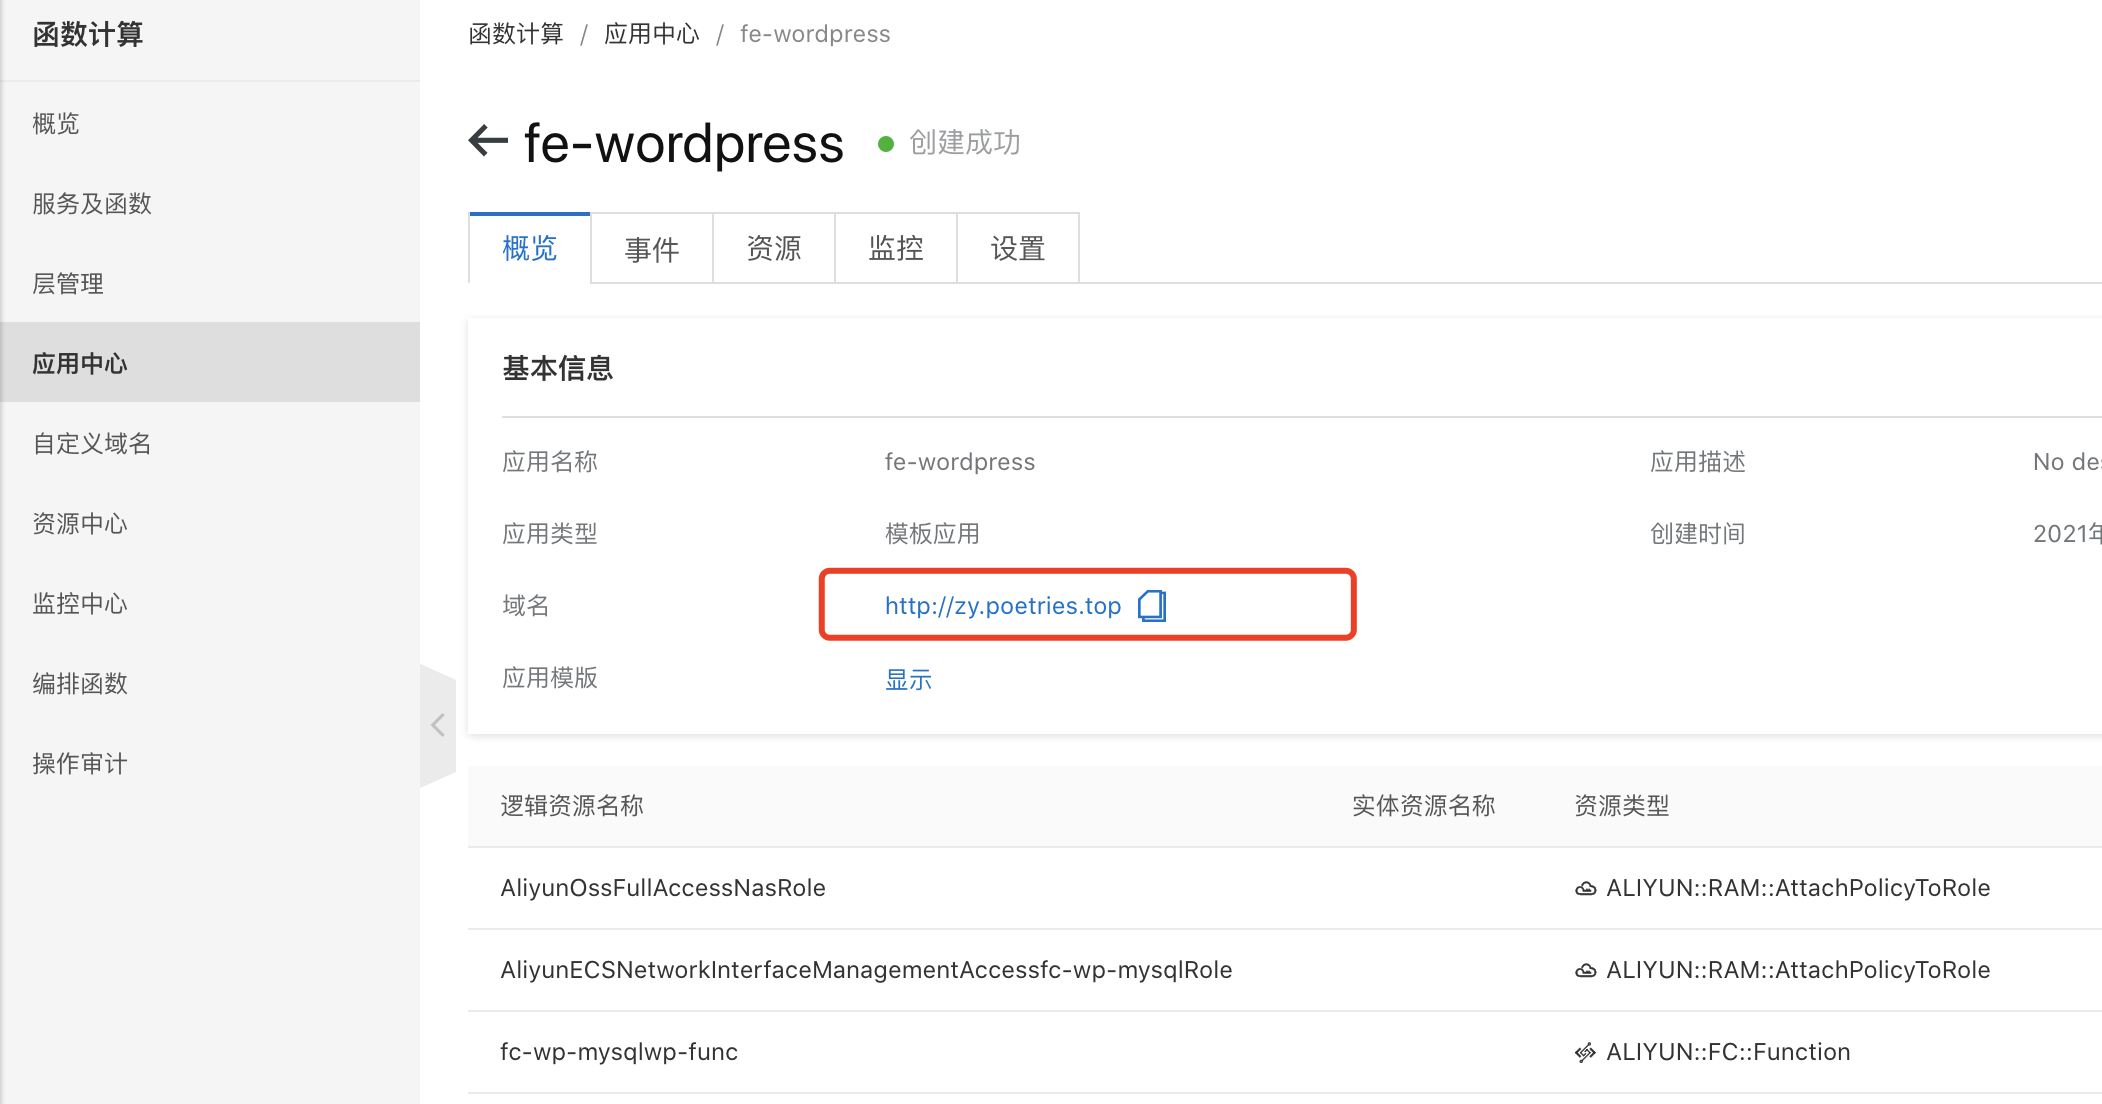 函数计算
概览
服务及函数
层管理
应用中心
自定义域名
资源中心
监控中心
编排函数
操作审计
函数计算 / 应用中心 / fe-wordpress
fe-wordpress 创建成功
概览 事件 资源 监控 设置
基本信息
应用名称 fe-wordpress 应用描述 No
应用类型 模板应用 创建时间 2021年
域名 http://zy.poetries.top
应用模版 显示
逻辑资源名称 实体资源名称 资源类型
AliyunOssFullAccessNasRole ALIYUN::RAM::AttachPolicyToRole
AliyunECSNetworkInterfaceManagementAccessfc-wp-mysqlRole ALIYUN::RAM::AttachPolicyToRole
fc-wp-mysqlwp-func ALIYUN::FC::Function